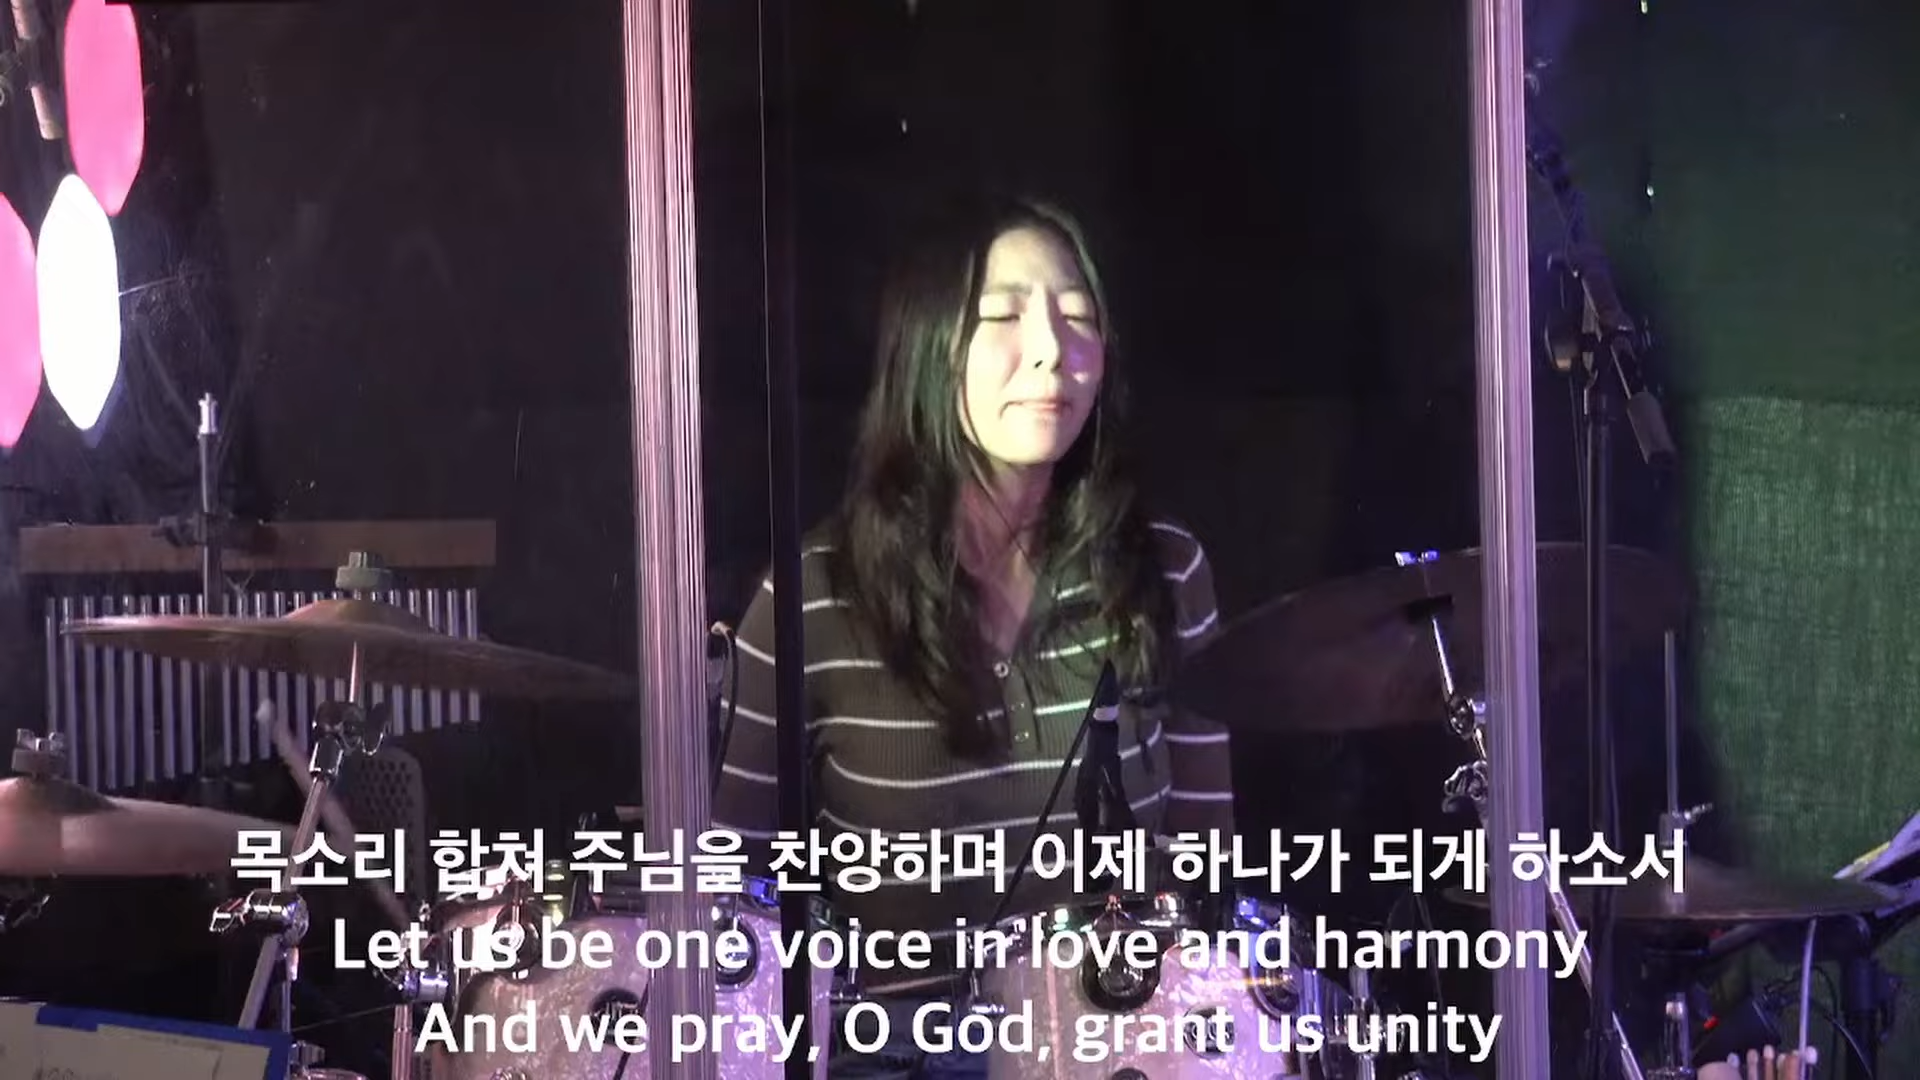 목소리 합쳐 주님을 찬양하며 이제 하나가 되게 하소서
Let us be one voice in love and harmony
And we pray, O God, grant us unity